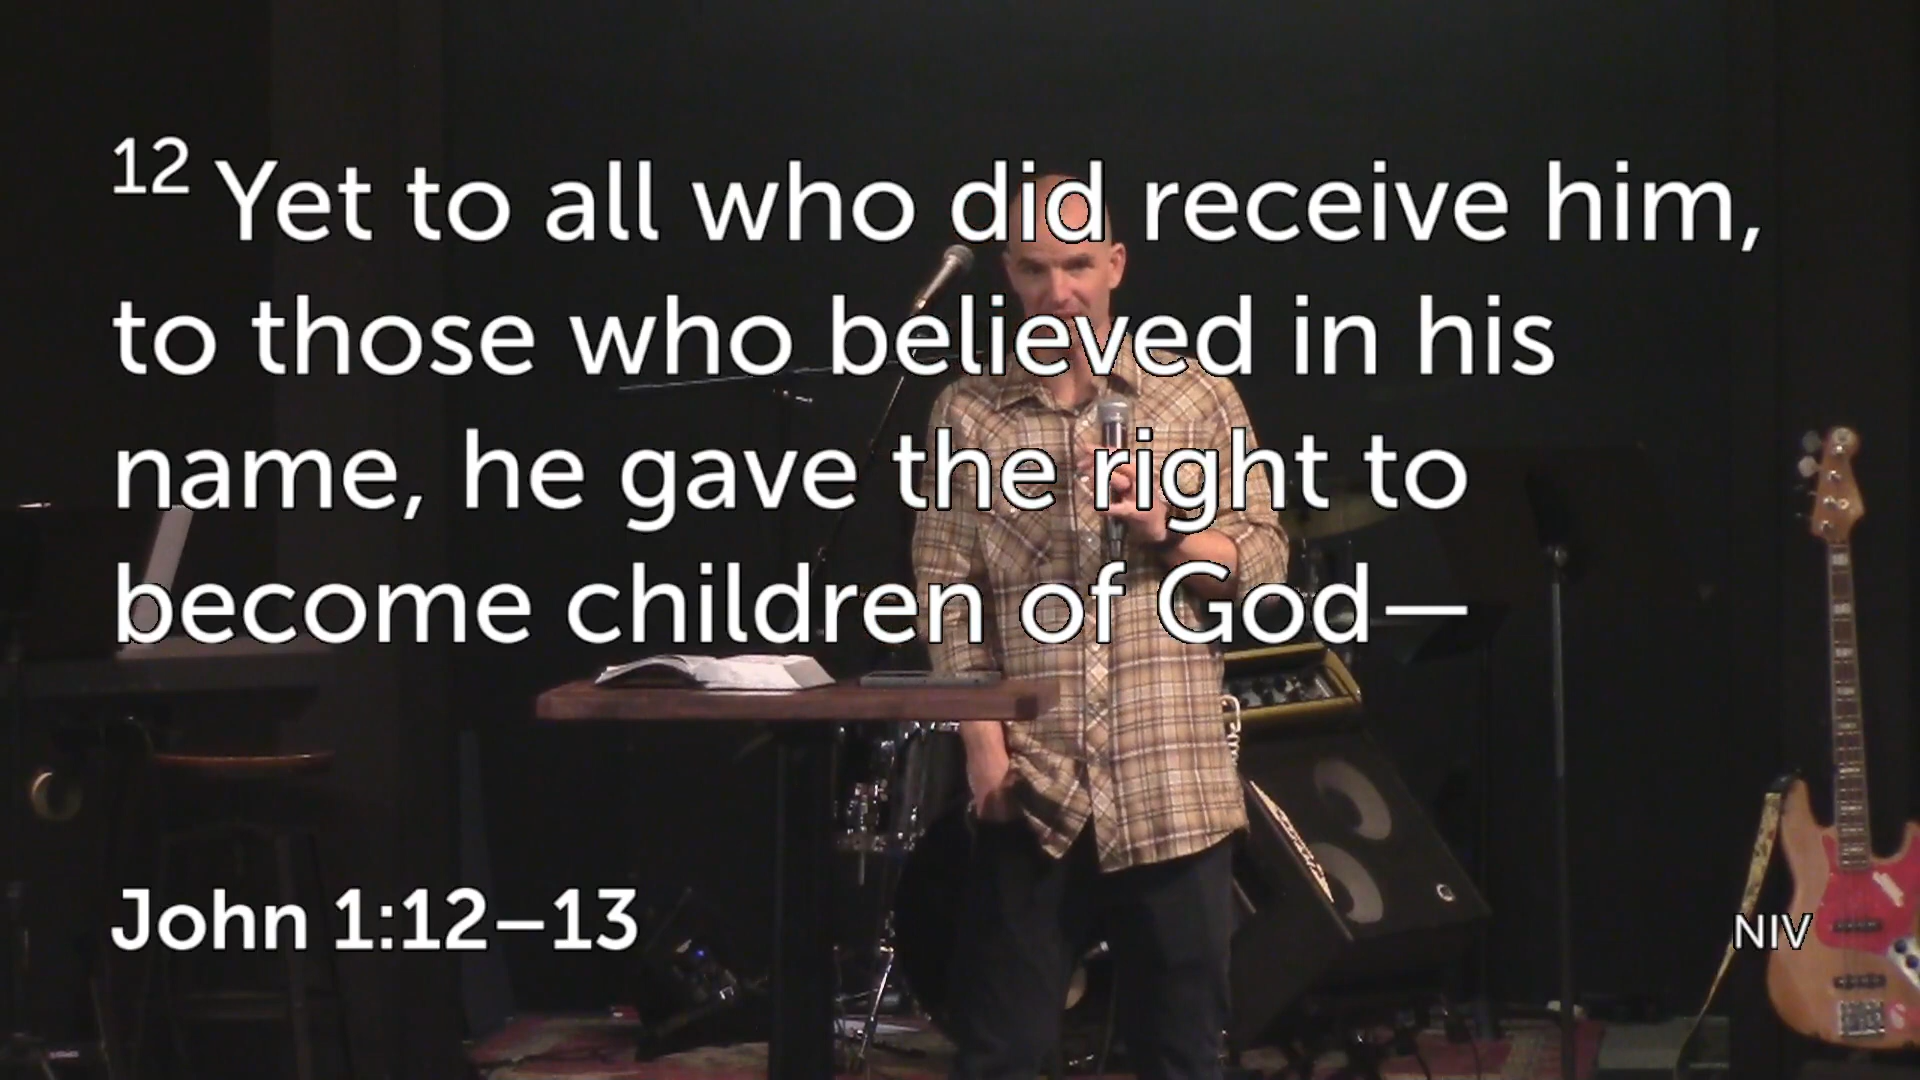 12 Yet to all who did receive him,
to those who believed in his
name, he gave the right to
become children of God—
John 1:12–13
NIV